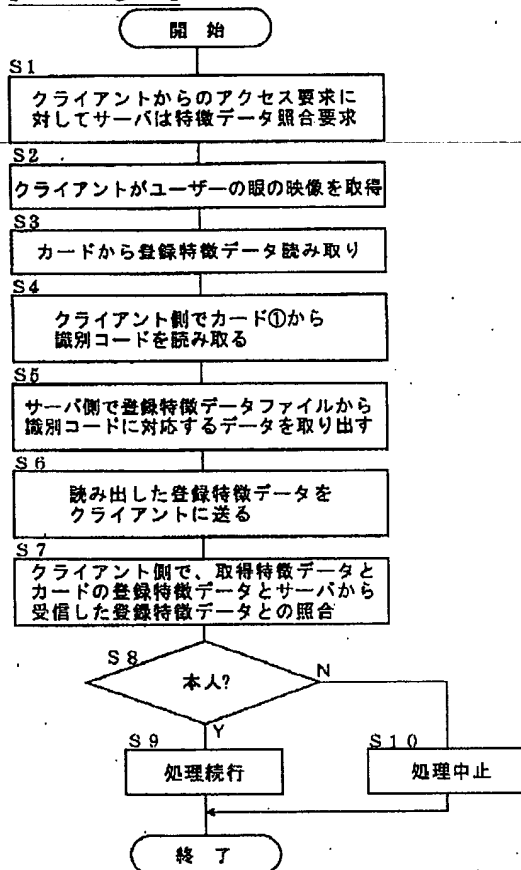 開 始
S1
クライアントからのアクセス要求に
対してサーバは特徴データ照合要求
S2
クライアントがユーザーの眼の映像を取得
S3
カードから登録特徴データ読み取り
S4
クライアント側でカード①から
識別コードを読み取る
S5
サーバ側で登録特徴データファイルから
識別コードに対応するデータを取り出す
S6
読み出した登録特徴データを
クライアントに送る
S7
クライアント側で、取得特徴データと
カードの登録特徴データとサーバから
受信した登録特徴データとの照合
S8
本人?
N
Y
S9
処理続行
S10
処理中止
終 了